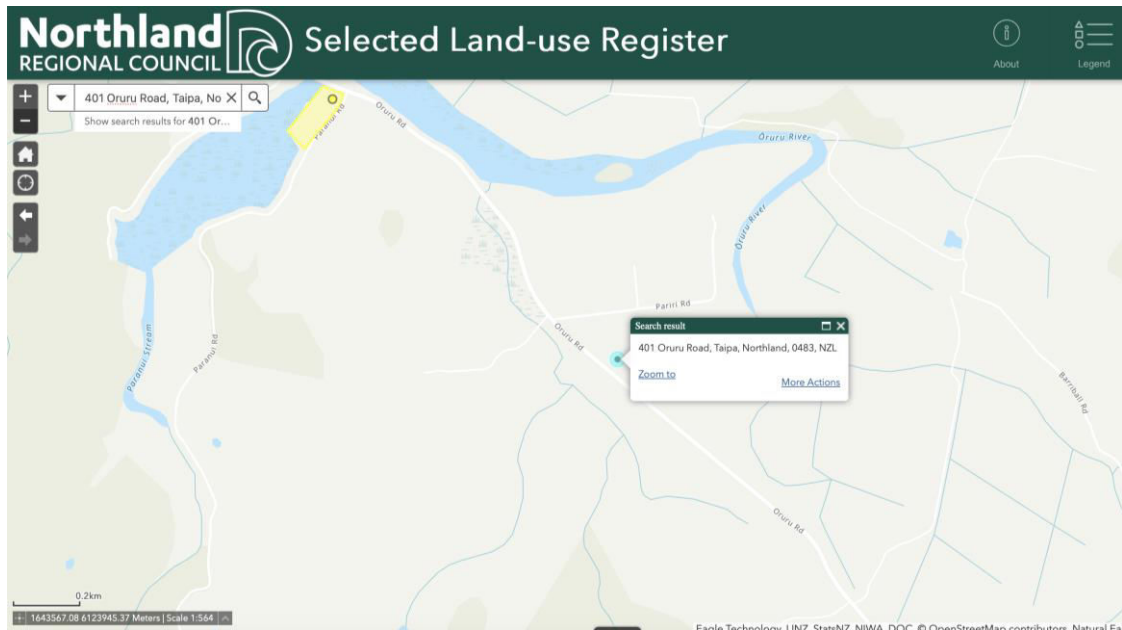 Northland
REGIONAL COUNCIL
Selected Land-use Register
About
Legend
401 Oruru Road, Taipa, No
Show search results for 401 Or...
Paranui Rd
Oruru Rd
Ōruru River
Ōruru River
Pariri Rd
Oruru Rd
Search result
401 Oruru Road, Taipa, Northland, 0483, NZL
Zoom to
More Actions
Paranui Stream
Paranui Rd
Barriball Rd
Oruru Rd
0.2km
1643567.08 6123945.37 Meters | Scale 1:564
Eagle Technology, LINZ, StatsNZ, NIWA, DOC, © OpenStreetMap contributors, Natural Ea